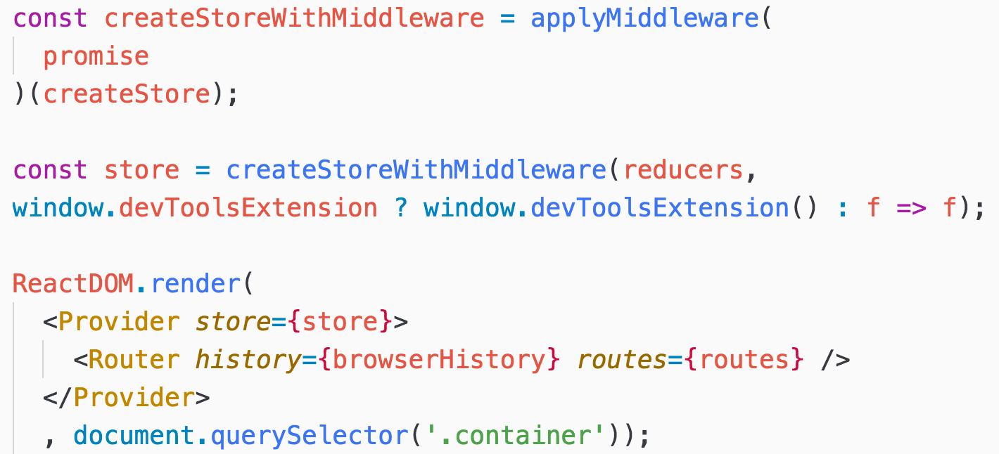 const createStoreWithMiddleware = applyMiddleware(
  promise
)(createStore);

const store = createStoreWithMiddleware(reducers,
window.devToolsExtension ? window.devToolsExtension() : f => f);

ReactDOM.render(
  <Provider store={store}>
    <Router history={browserHistory} routes={routes} />
  </Provider>
  , document.querySelector('.container'));